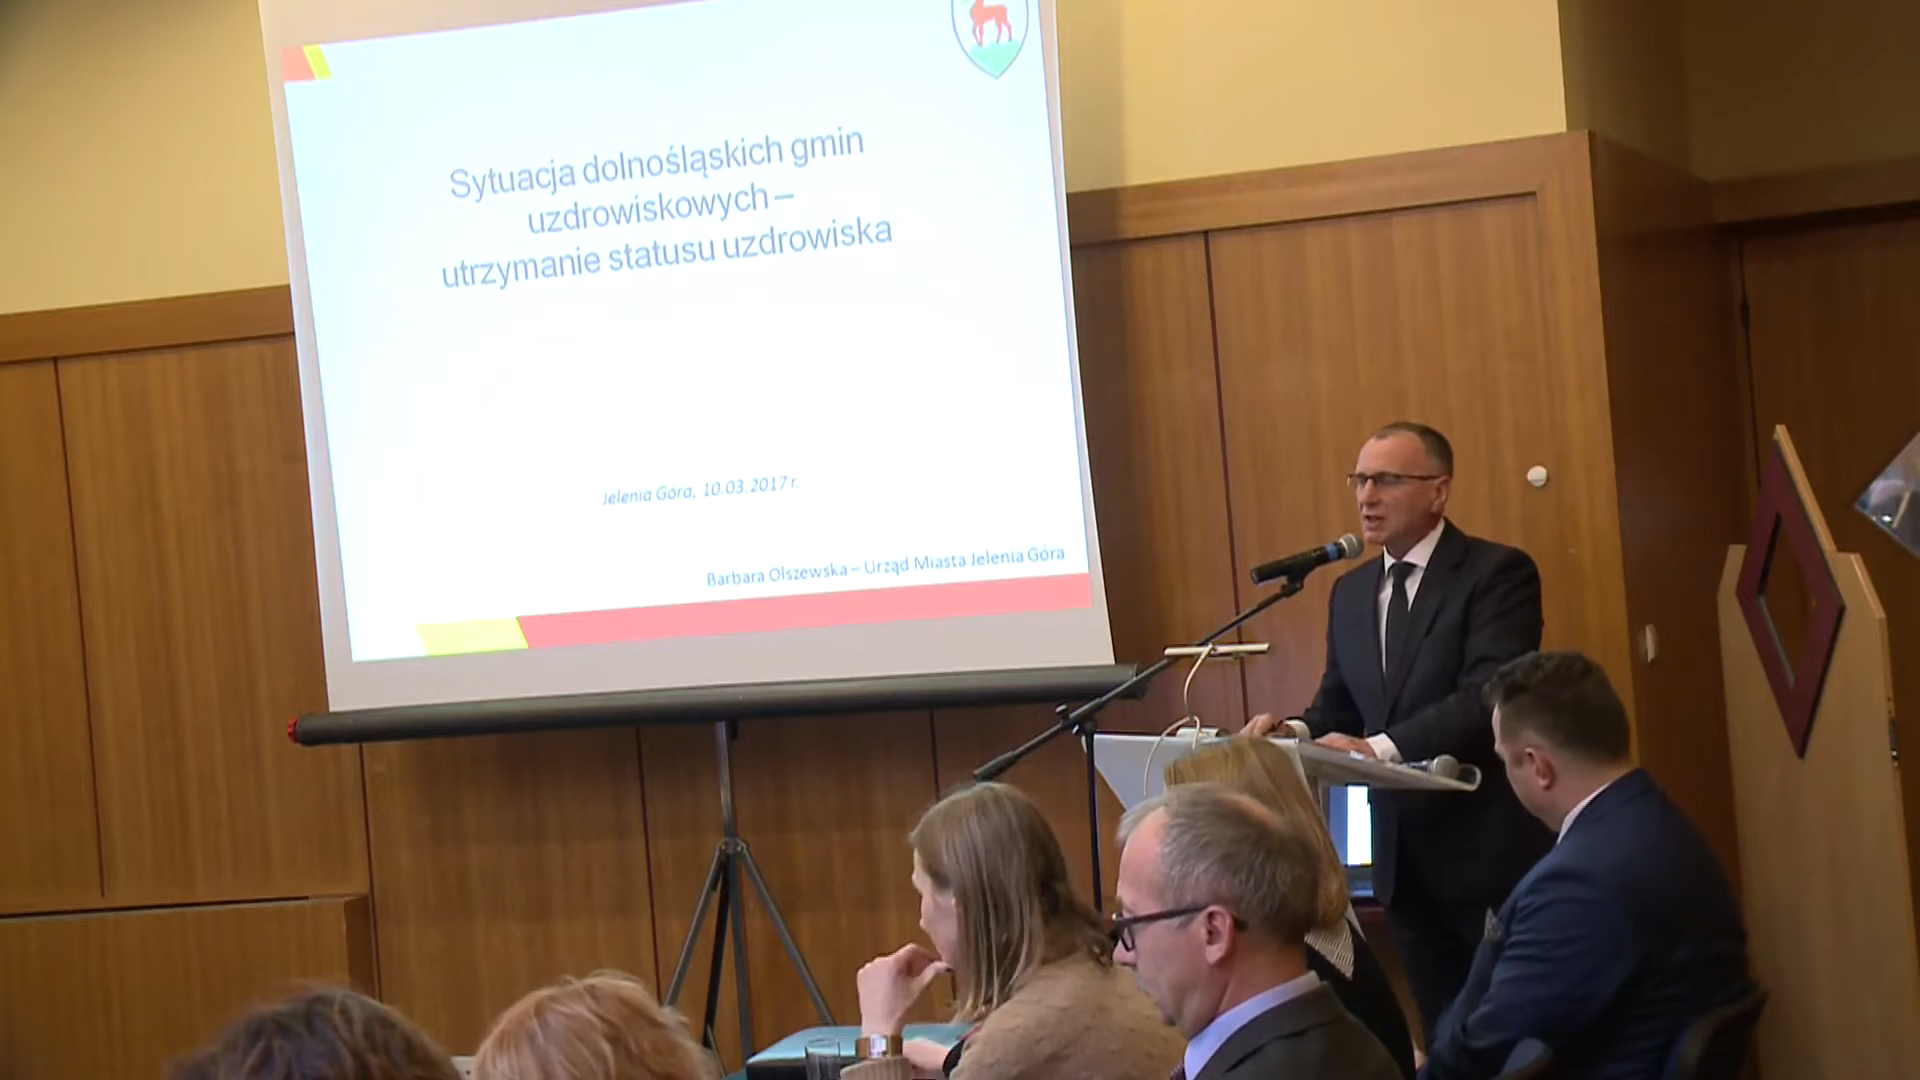 Sytuacja dolnośląskich gmin
uzdrowiskowych –
utrzymanie statusu uzdrowiska
Jelenia Góra, 10.03.2017 r.
Barbara Olszewska – Urząd Miasta Jelenia Góra